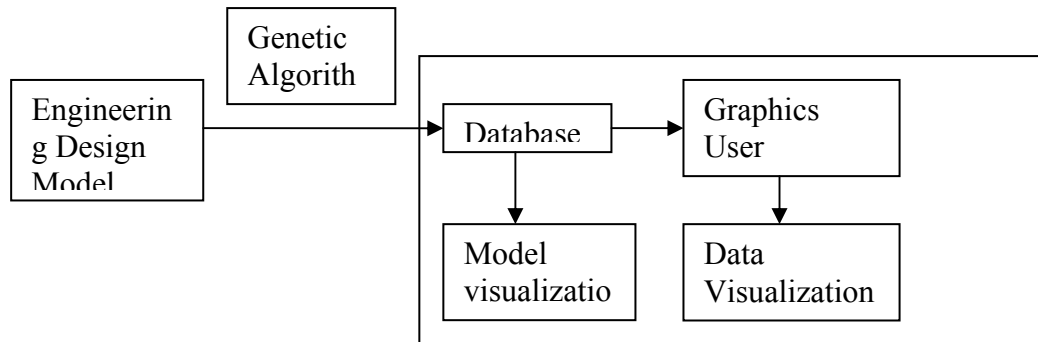 Genetic
Algorith
Engineerin
g Design
Model
Database
Graphics
User
Model
visualizatio
Data
Visualization